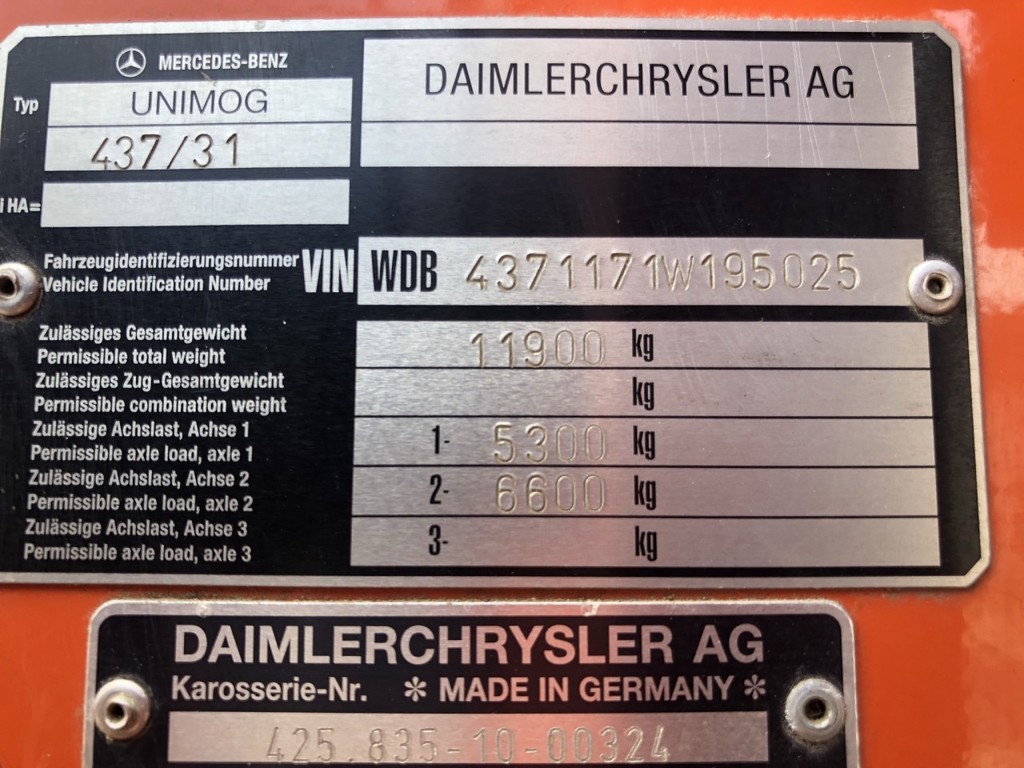 MERCEDES-BENZ
Typ UNIMOG
437/31
DAIMLERCHRYSLER AG
i HA=
Fahrzeugidentifizierungsnummer
Vehicle Identification Number
VIN WDB 4371171W195025
Zulässiges Gesamtgewicht
Permissible total weight
11900 kg
Zulässiges Zug-Gesamtgewicht
Permissible combination weight
kg
Zulässige Achslast, Achse 1
Permissible axle load, axle 1
1- 5300 kg
Zulässige Achslast, Achse 2
Permissible axle load, axle 2
2- 6600 kg
Zulässige Achslast, Achse 3
Permissible axle load, axle 3
3- kg
DAIMLERCHRYSLER AG
Karosserie-Nr. * MADE IN GERMANY *
425.835-10-00324